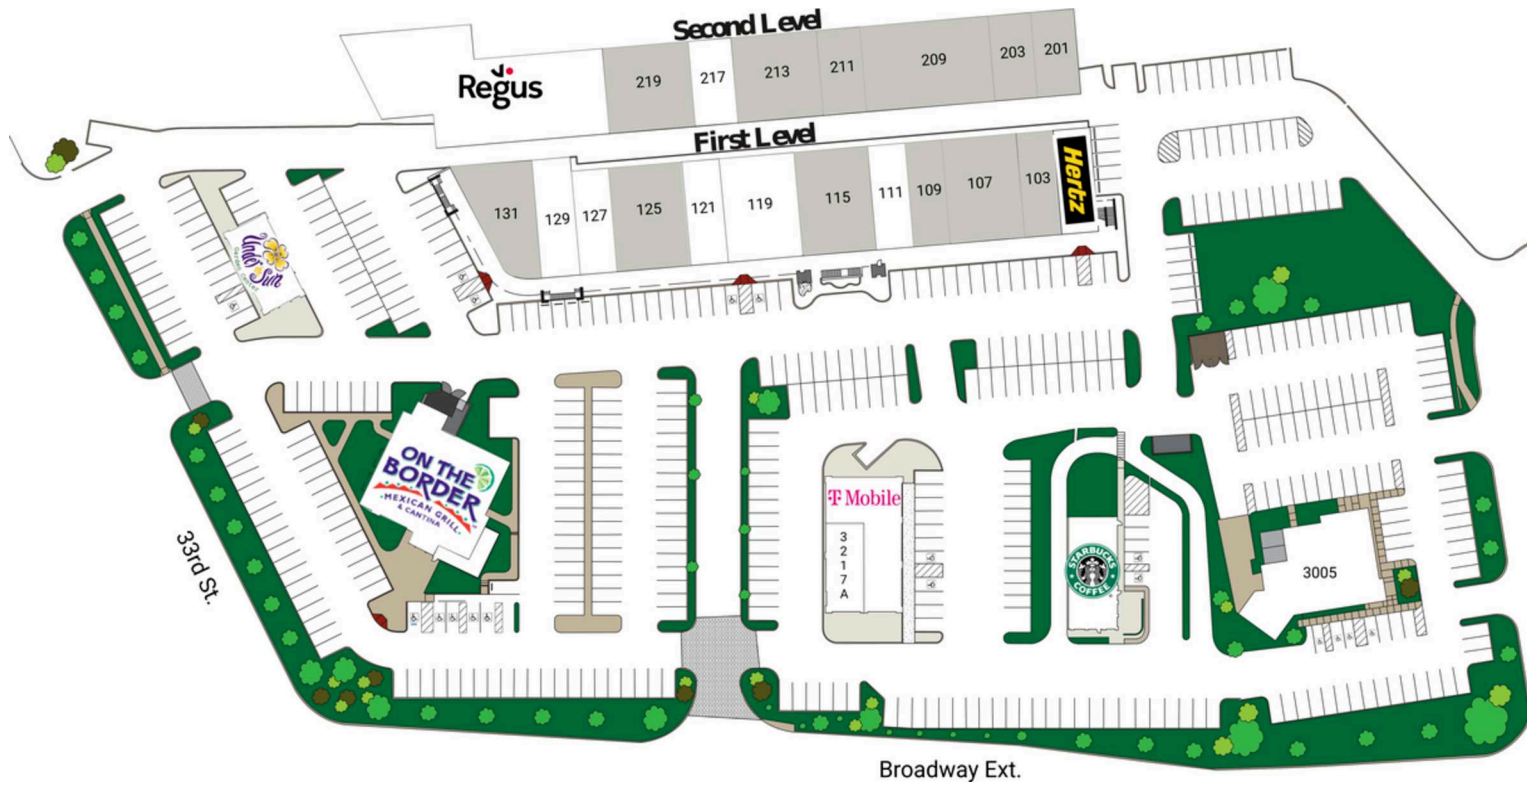 Second Level
Regus
219
217
213
211
209
203
201
First Level
131
129
127
125
121
119
115
111
109
107
103
Hertz
Under
Sun
ON THE
BORDER
MEXICAN GRILL
& CANTINA
T Mobile
3
2
1
7
A
STARBUCKS
COFFEE
3005
33rd St.
Broadway Ext.